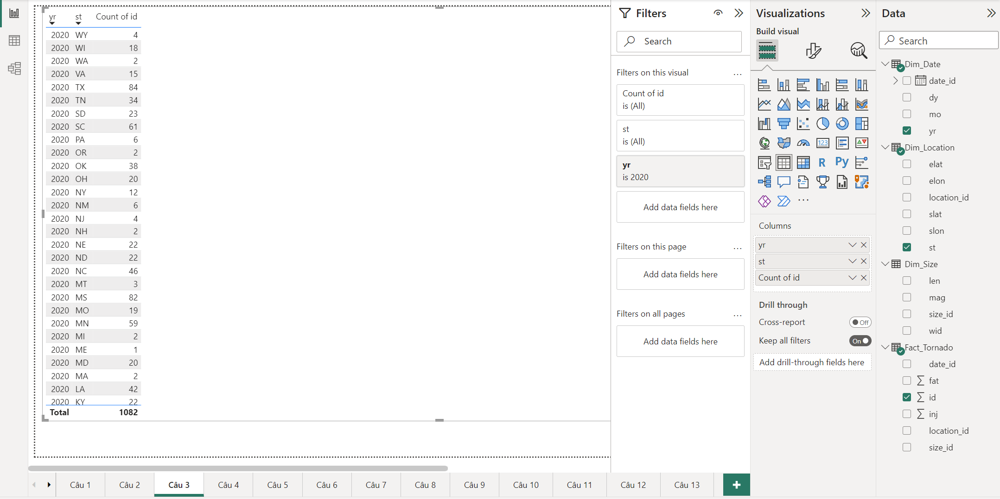 yr st Count of id
2020 WY 4
2020 WI 18
2020 WA 2
2020 VA 15
2020 TX 84
2020 TN 34
2020 SD 23
2020 SC 61
2020 PA 6
2020 OR 2
2020 OK 38
2020 OH 20
2020 NY 12
2020 NM 6
2020 NJ 4
2020 NH 2
2020 NE 22
2020 ND 22
2020 NC 46
2020 MT 3
2020 MS 82
2020 MO 19
2020 MN 59
2020 MI 2
2020 ME 1
2020 MD 20
2020 MA 2
2020 LA 42
2020 KY 22
Total 1082
Filters
Search
Filters on this visual ...
Count of id
is (All)
st
is (All)
yr
is 2020
Add data fields here
Filters on this page ...
Add data fields here
Filters on all pages ...
Add data fields here
Visualizations
Build visual
123
R Py
...
Columns
yr
st
Count of id
Drill through
Cross-report Off
Keep all filters On
Add drill-through fields here
Data
Search
Dim_Date
date_id
dy
mo
yr
Dim_Location
elat
elon
location_id
slat
slon
st
Dim_Size
len
mag
size_id
wid
Fact_Tornado
date_id
∑ fat
∑ id
∑ inj
location_id
size_id
Câu 1 Câu 2 Câu 3 Câu 4 Câu 5 Câu 6 Câu 7 Câu 8 Câu 9 Câu 10 Câu 11 Câu 12 Câu 13 +